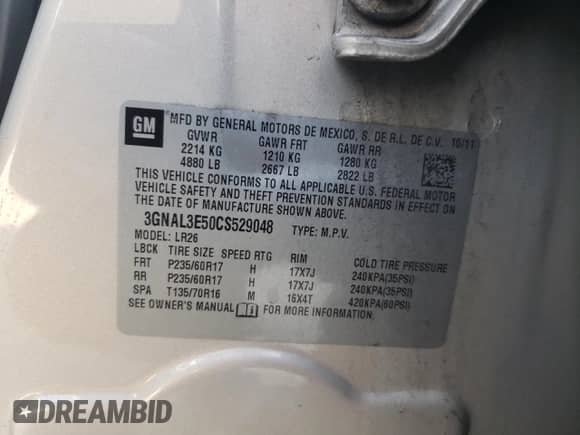 GM MFD BY GENERAL MOTORS DE MEXICO, S. DE R.L. DE C.V. 10/11
GVWR GAWR FRT GAWR RR
2214 KG 1210 KG 1280 KG
4880 LB 2667 LB 2822 LB
THIS VEHICLE CONFORMS TO ALL APPLICABLE U.S. FEDERAL MOTOR
VEHICLE SAFETY AND THEFT PREVENTION STANDARDS IN EFFECT ON
THE DATE OF MANUFACTURE SHOWN ABOVE.
3GNAL3E50CS529048 TYPE: M.P.V.
MODEL: LR26
LBCK TIRE SIZE SPEED RTG RIM COLD TIRE PRESSURE
FRT P235/60R17 H 17X7J 240KPA(35PSI)
RR P235/60R17 H 17X7J 240KPA(35PSI)
SPA T135/70R16 M 16X4T 420KPA(60PSI)
SEE OWNER'S MANUAL FOR MORE INFORMATION.
DREAMBID